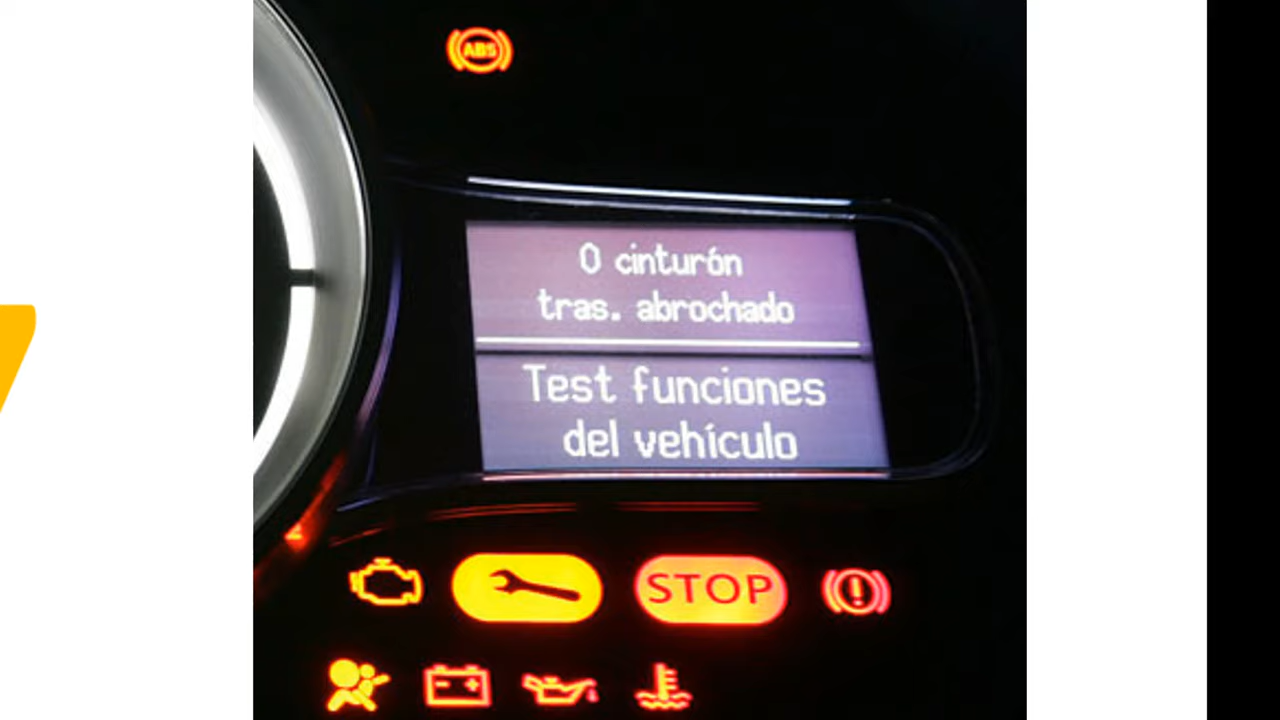 ABS
0 cinturón
tras. abrochado
Test funciones
del vehículo
STOP